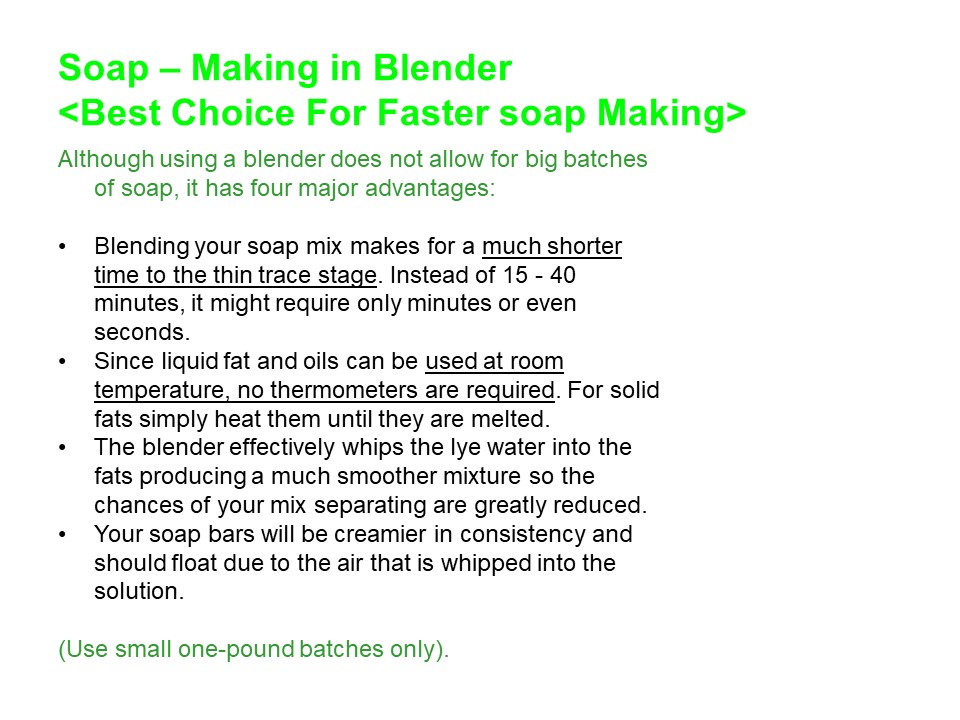 Soap – Making in Blender
<Best Choice For Faster soap Making>
Although using a blender does not allow for big batches
of soap, it has four major advantages:
• Blending your soap mix makes for a much shorter
time to the thin trace stage. Instead of 15 - 40
minutes, it might require only minutes or even
seconds.
• Since liquid fat and oils can be used at room
temperature, no thermometers are required. For solid
fats simply heat them until they are melted.
• The blender effectively whips the lye water into the
fats producing a much smoother mixture so the
chances of your mix separating are greatly reduced.
• Your soap bars will be creamier in consistency and
should float due to the air that is whipped into the
solution.
(Use small one-pound batches only).